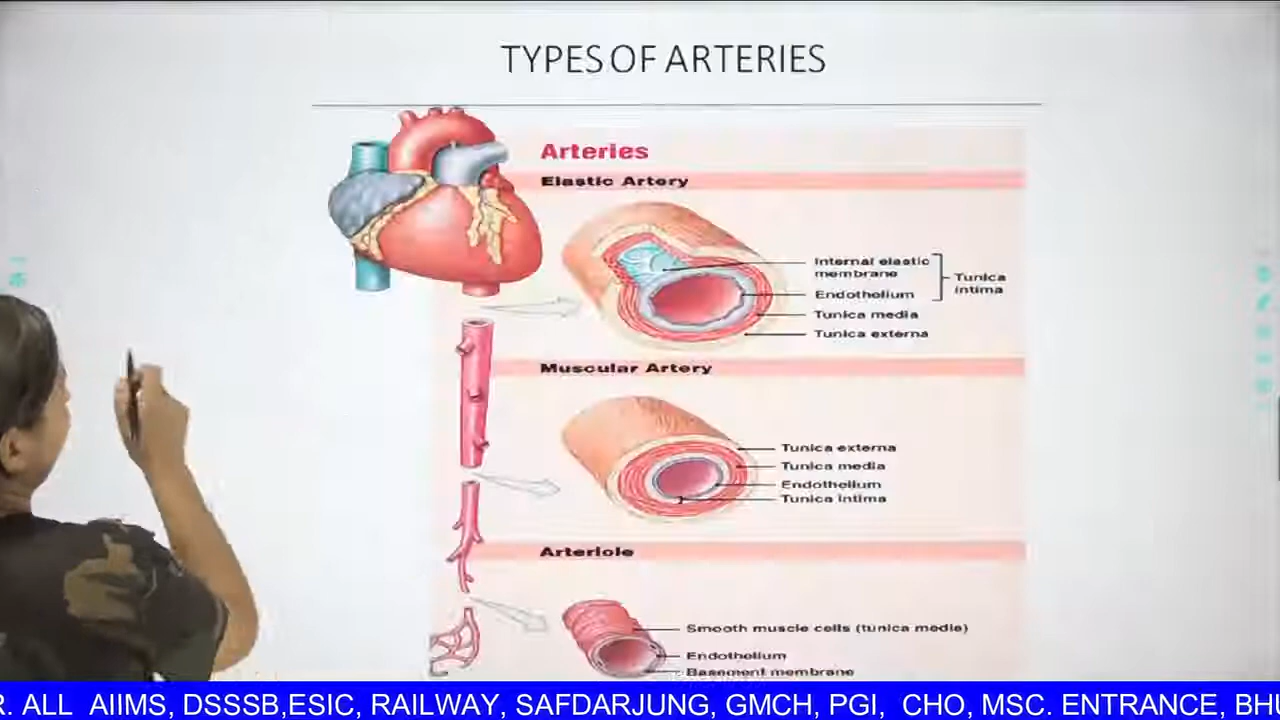 TYPES OF ARTERIES
Arteries
Elastic Artery
Internal elastic
membrane
Endothelium
Tunica
intima
Tunica media
Tunica externa
Muscular Artery
Tunica externa
Tunica media
Endothelium
Tunica intima
Arteriole
Smooth muscle cells (tunica media)
Endothelium
Basement membrane
R. ALL AIIMS, DSSSB,ESIC, RAILWAY, SAFDARJUNG, GMCH, PGI, CHO, MSC. ENTRANCE, BHU